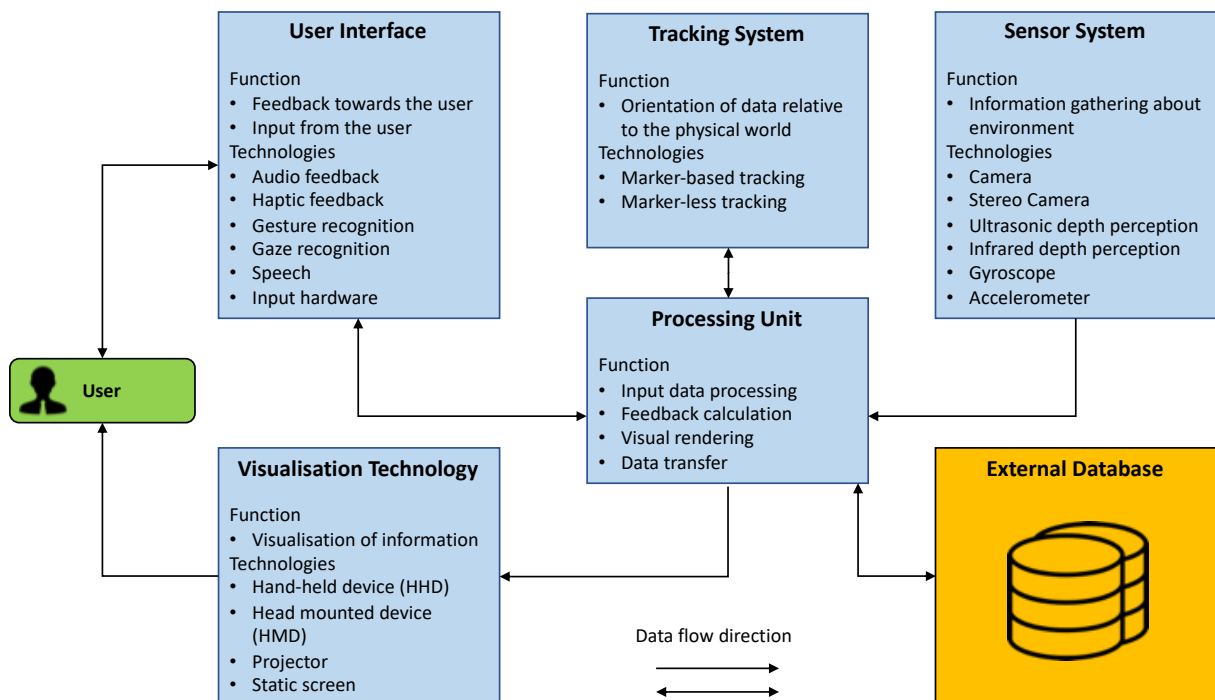 User Interface
Function
• Feedback towards the user
• Input from the user
Technologies
• Audio feedback
• Haptic feedback
• Gesture recognition
• Gaze recognition
• Speech
• Input hardware
Tracking System
Function
• Orientation of data relative
to the physical world
Technologies
• Marker-based tracking
• Marker-less tracking
Sensor System
Function
• Information gathering about
environment
Technologies
• Camera
• Stereo Camera
• Ultrasonic depth perception
• Infrared depth perception
• Gyroscope
• Accelerometer
User
Processing Unit
Function
• Input data processing
• Feedback calculation
• Visual rendering
• Data transfer
Visualisation Technology
Function
• Visualisation of information
Technologies
• Hand-held device (HHD)
• Head mounted device
(HMD)
• Projector
• Static screen
External Database
Data flow direction